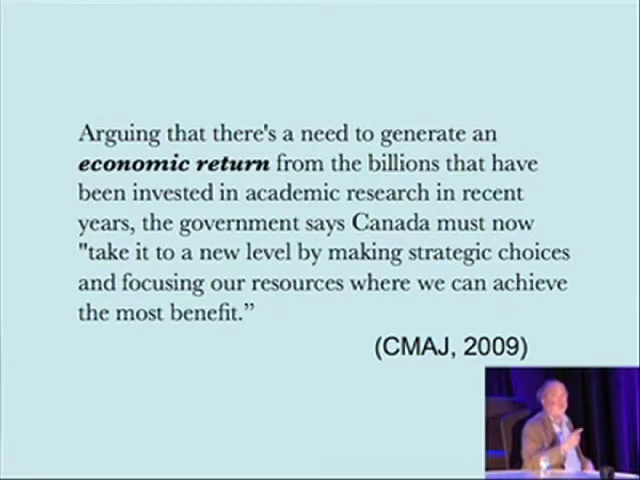 Arguing that there's a need to generate an
economic return from the billions that have
been invested in academic research in recent
years, the government says Canada must now
"take it to a new level by making strategic choices
and focusing our resources where we can achieve
the most benefit.”
(CMAJ, 2009)